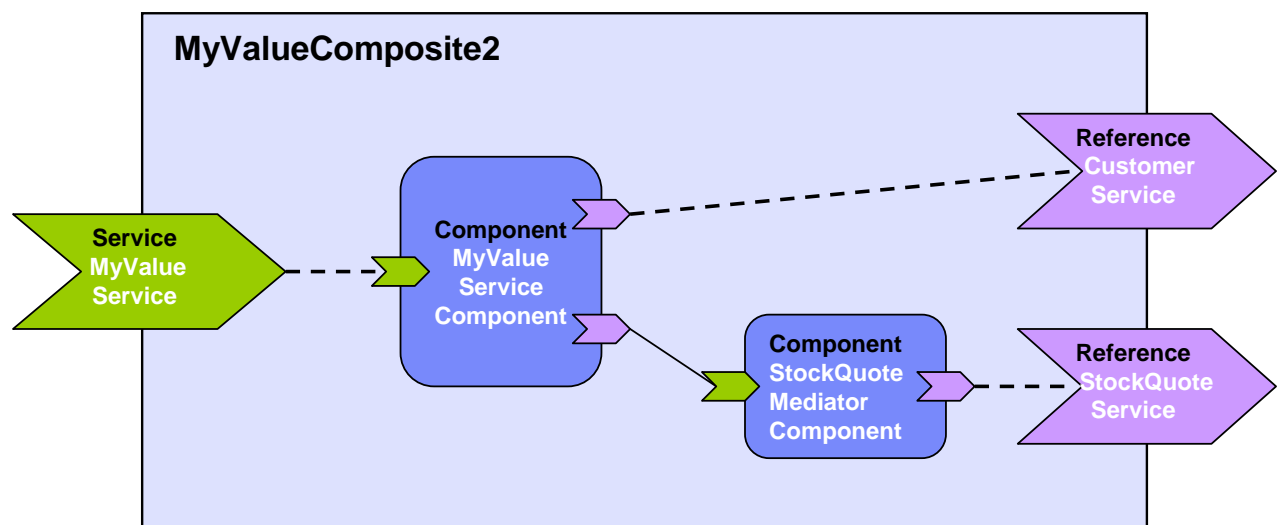 MyValueComposite2
Reference
Customer
Service
Service
MyValue
Service
Component
MyValue
Service
Component
Component
StockQuote
Mediator
Component
Reference
StockQuote
Service